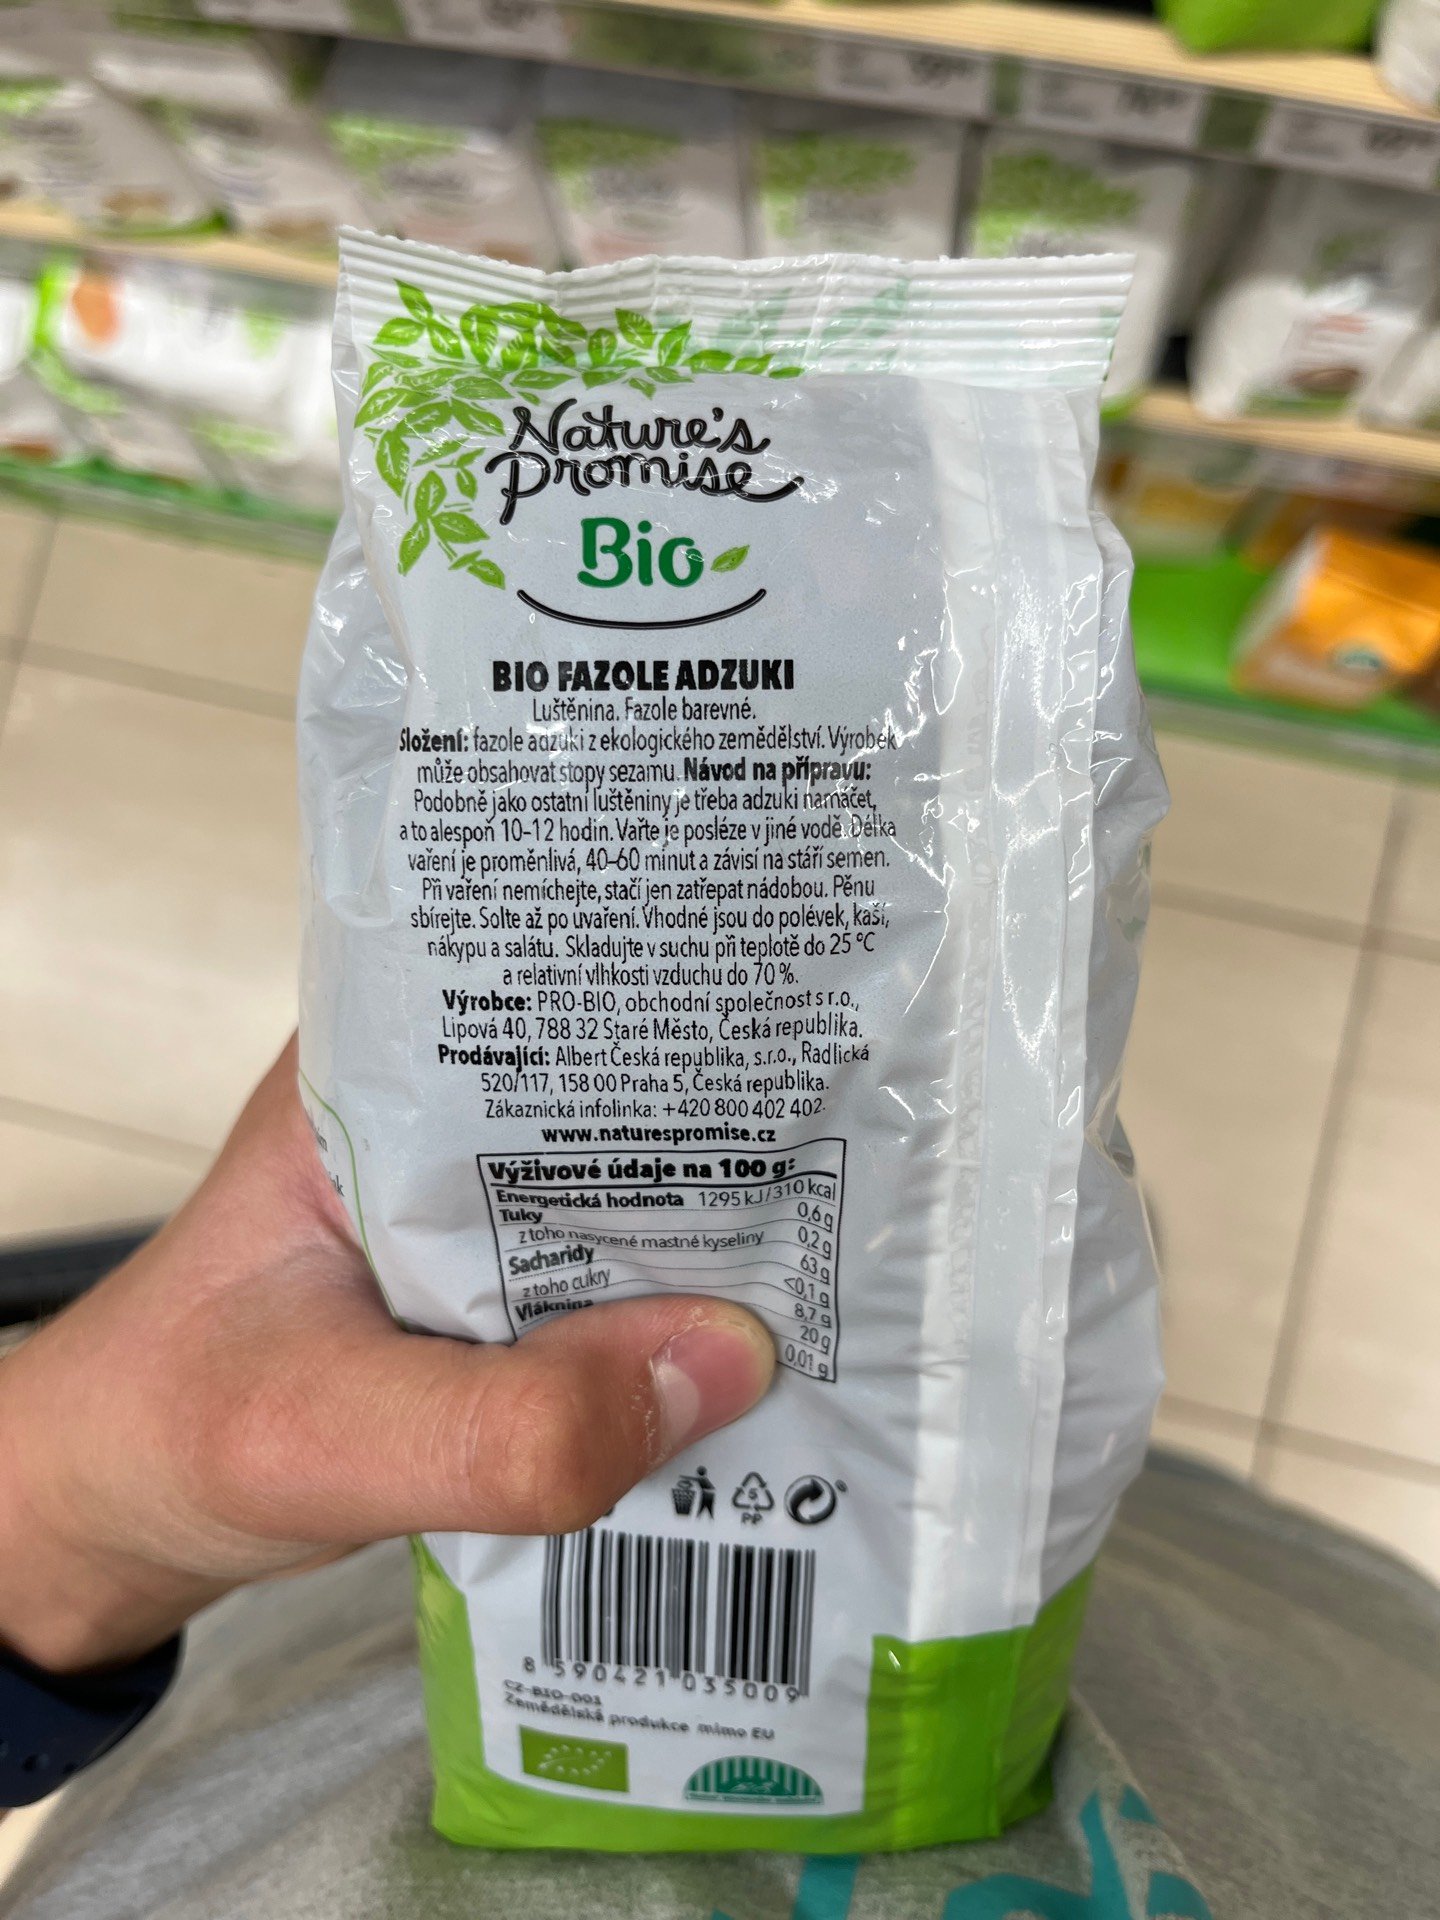 Nature's
Promise
Bio
BIO FAZOLE ADZUKI
Luštěnina. Fazole barevné.
Složení: fazole adzuki z ekologického zemědělství. Výrobek
může obsahovat stopy sezamu. Návod na přípravu:
Podobně jako ostatní luštěniny je třeba adzuki namáčet,
a to alespoň 10–12 hodin. Vařte je posléze v jiné vodě. Délka
vaření je proměnlivá, 40–60 minut a závisí na stáří semen.
Při vaření nemíchejte, stačí jen zatřepat nádobou. Pěnu
sbírejte. Solte až po uvaření. Vhodné jsou do polévek, kaší,
nákypu a salátu. Skladujte v suchu při teplotě do 25 °C
a relativní vlhkosti vzduchu do 70 %.
Výrobce: PRO-BIO, obchodní společnost s r.o.,
Lipová 40, 788 32 Staré Město, Česká republika.
Prodávající: Albert Česká republika, s.r.o., Radlická
520/117, 158 00 Praha 5, Česká republika.
Zákaznická infolinka: +420 800 402 402.
www.naturespromise.cz
Výživové údaje na 100 g:
Energetická hodnota 1295 kJ/310 kcal
Tuky 0,6 g
z toho nasycené mastné kyseliny 0,2 g
Sacharidy 63 g
z toho cukry <0,1 g
Vláknina 8,7 g
20 g
0,01 g
5
PP
8 590421 035009
CZ-BIO-001
Zemědělská produkce mimo EU